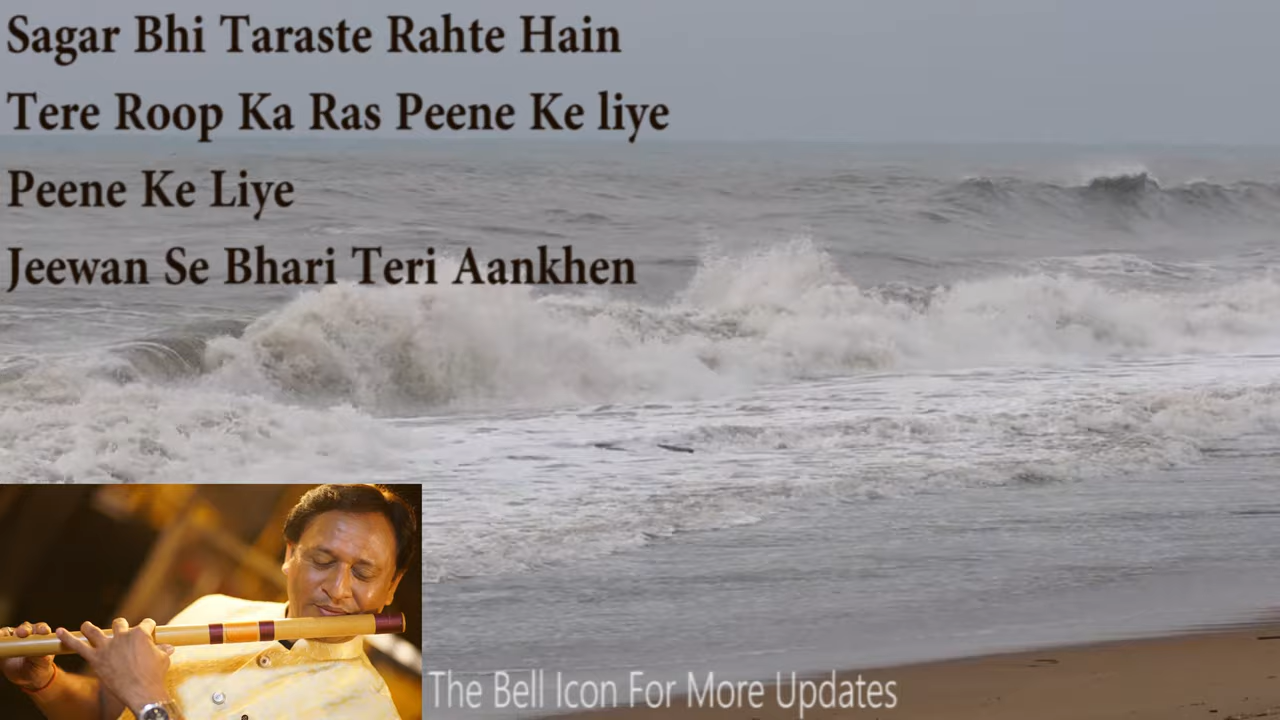 Sagar Bhi Taraste Rahte Hain
Tere Roop Ka Ras Peene Ke liye
Peene Ke Liye
Jeewan Se Bhari Teri Aankhen
The Bell Icon For More Updates